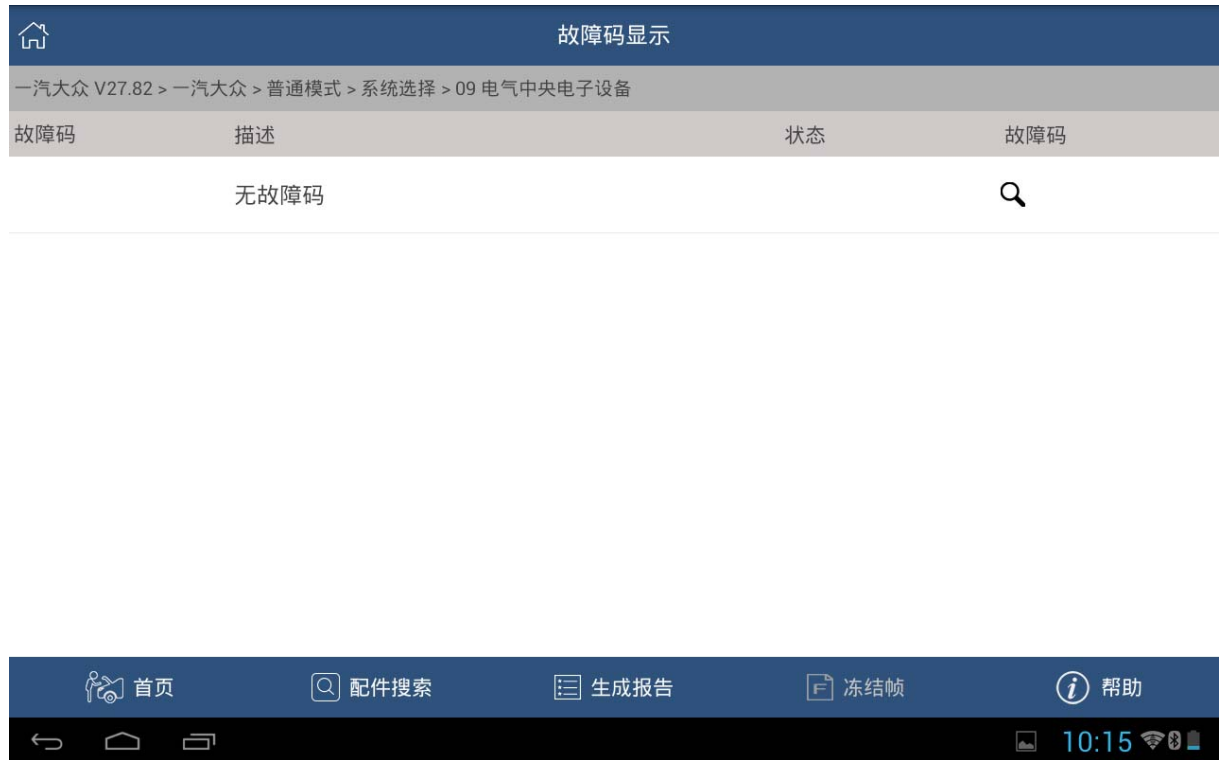 故障码显示
一汽大众 V27.82 > 一汽大众 > 普通模式 > 系统选择 > 09 电气中央电子设备
故障码 描述 状态 故障码
无故障码
首页 配件搜索 生成报告 F 冻结帧 i 帮助
10:15